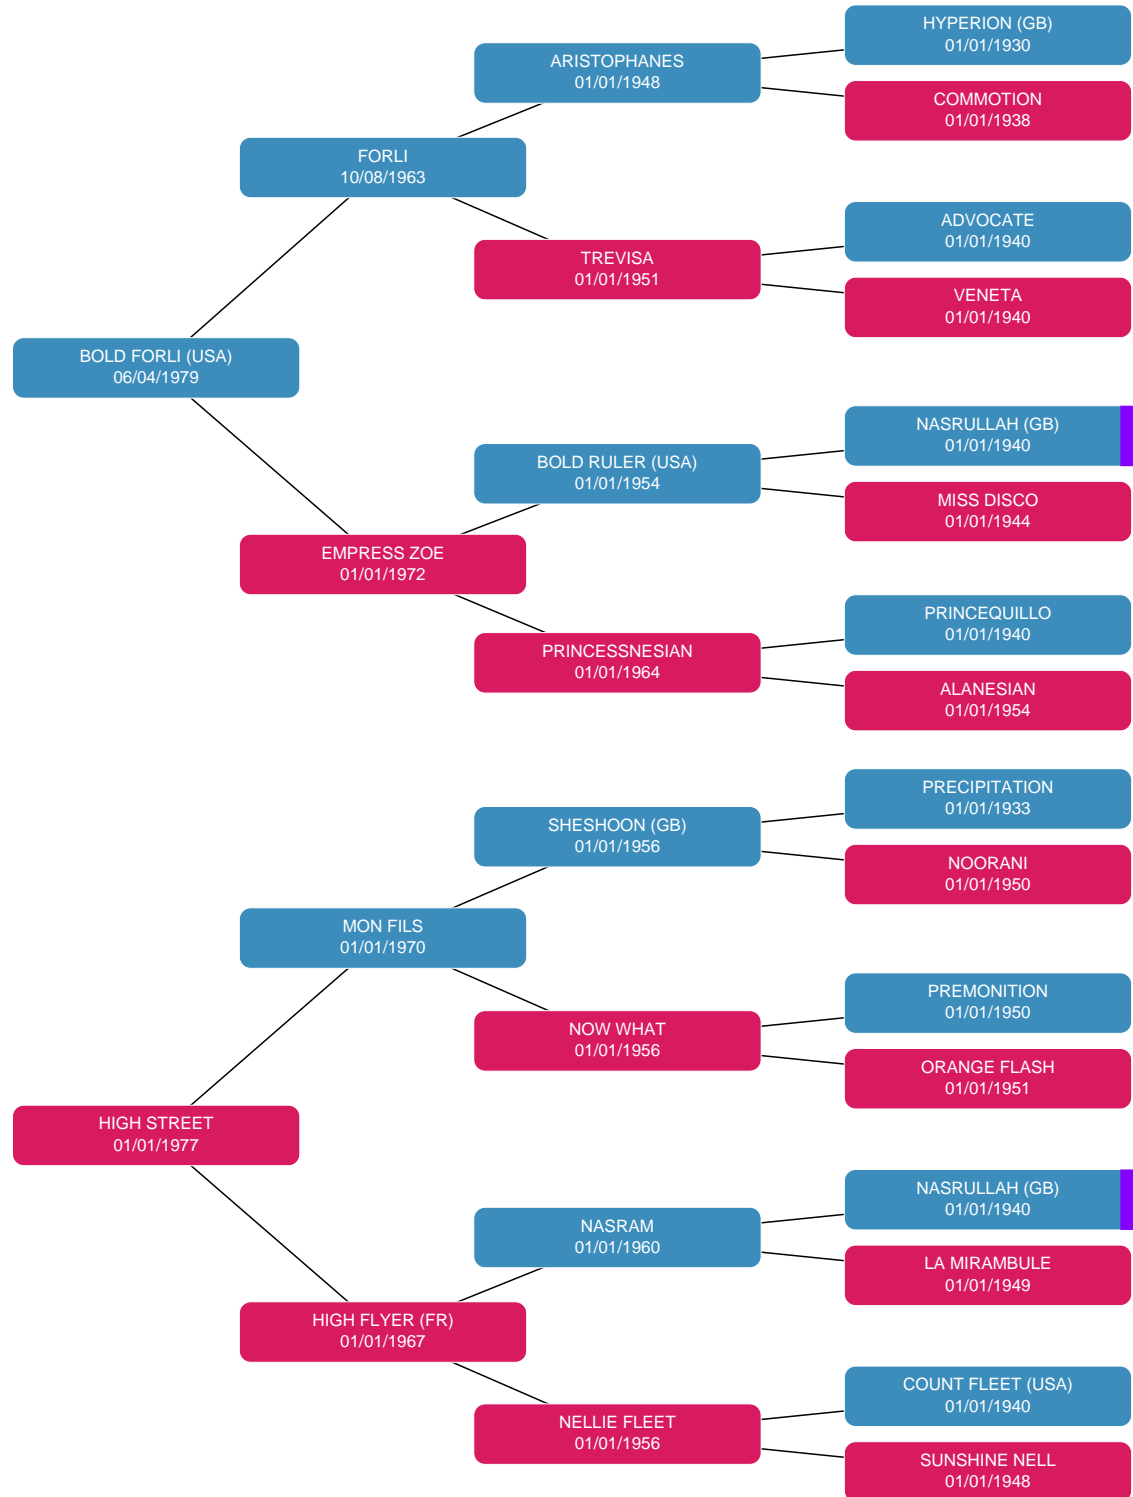 HYPERION (GB)
01/01/1930
ARISTOPHANES
01/01/1948
COMMOTION
01/01/1938
FORLI
10/08/1963
ADVOCATE
01/01/1940
TREVISA
01/01/1951
VENETA
01/01/1940
BOLD FORLI (USA)
06/04/1979
NASRULLAH (GB)
01/01/1940
BOLD RULER (USA)
01/01/1954
MISS DISCO
01/01/1944
EMPRESS ZOE
01/01/1972
PRINCEQUILLO
01/01/1940
PRINCESSNESIAN
01/01/1964
ALANESIAN
01/01/1954
PRECIPITATION
01/01/1933
SHESHOON (GB)
01/01/1956
NOORANI
01/01/1950
MON FILS
01/01/1970
PREMONITION
01/01/1950
NOW WHAT
01/01/1956
ORANGE FLASH
01/01/1951
HIGH STREET
01/01/1977
NASRULLAH (GB)
01/01/1940
NASRAM
01/01/1960
LA MIRAMBULE
01/01/1949
HIGH FLYER (FR)
01/01/1967
COUNT FLEET (USA)
01/01/1940
NELLIE FLEET
01/01/1956
SUNSHINE NELL
01/01/1948